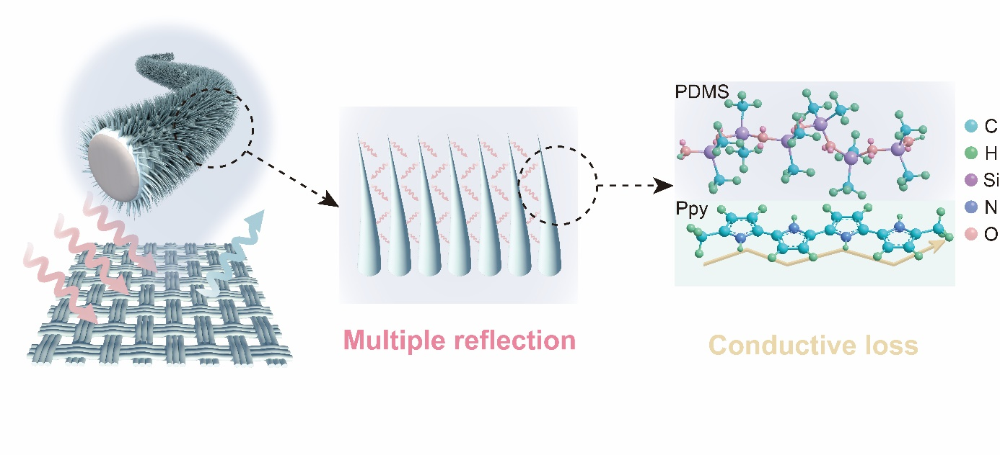 PDMS
Ppy
C
H
Si
N
O
Multiple reflection
Conductive loss